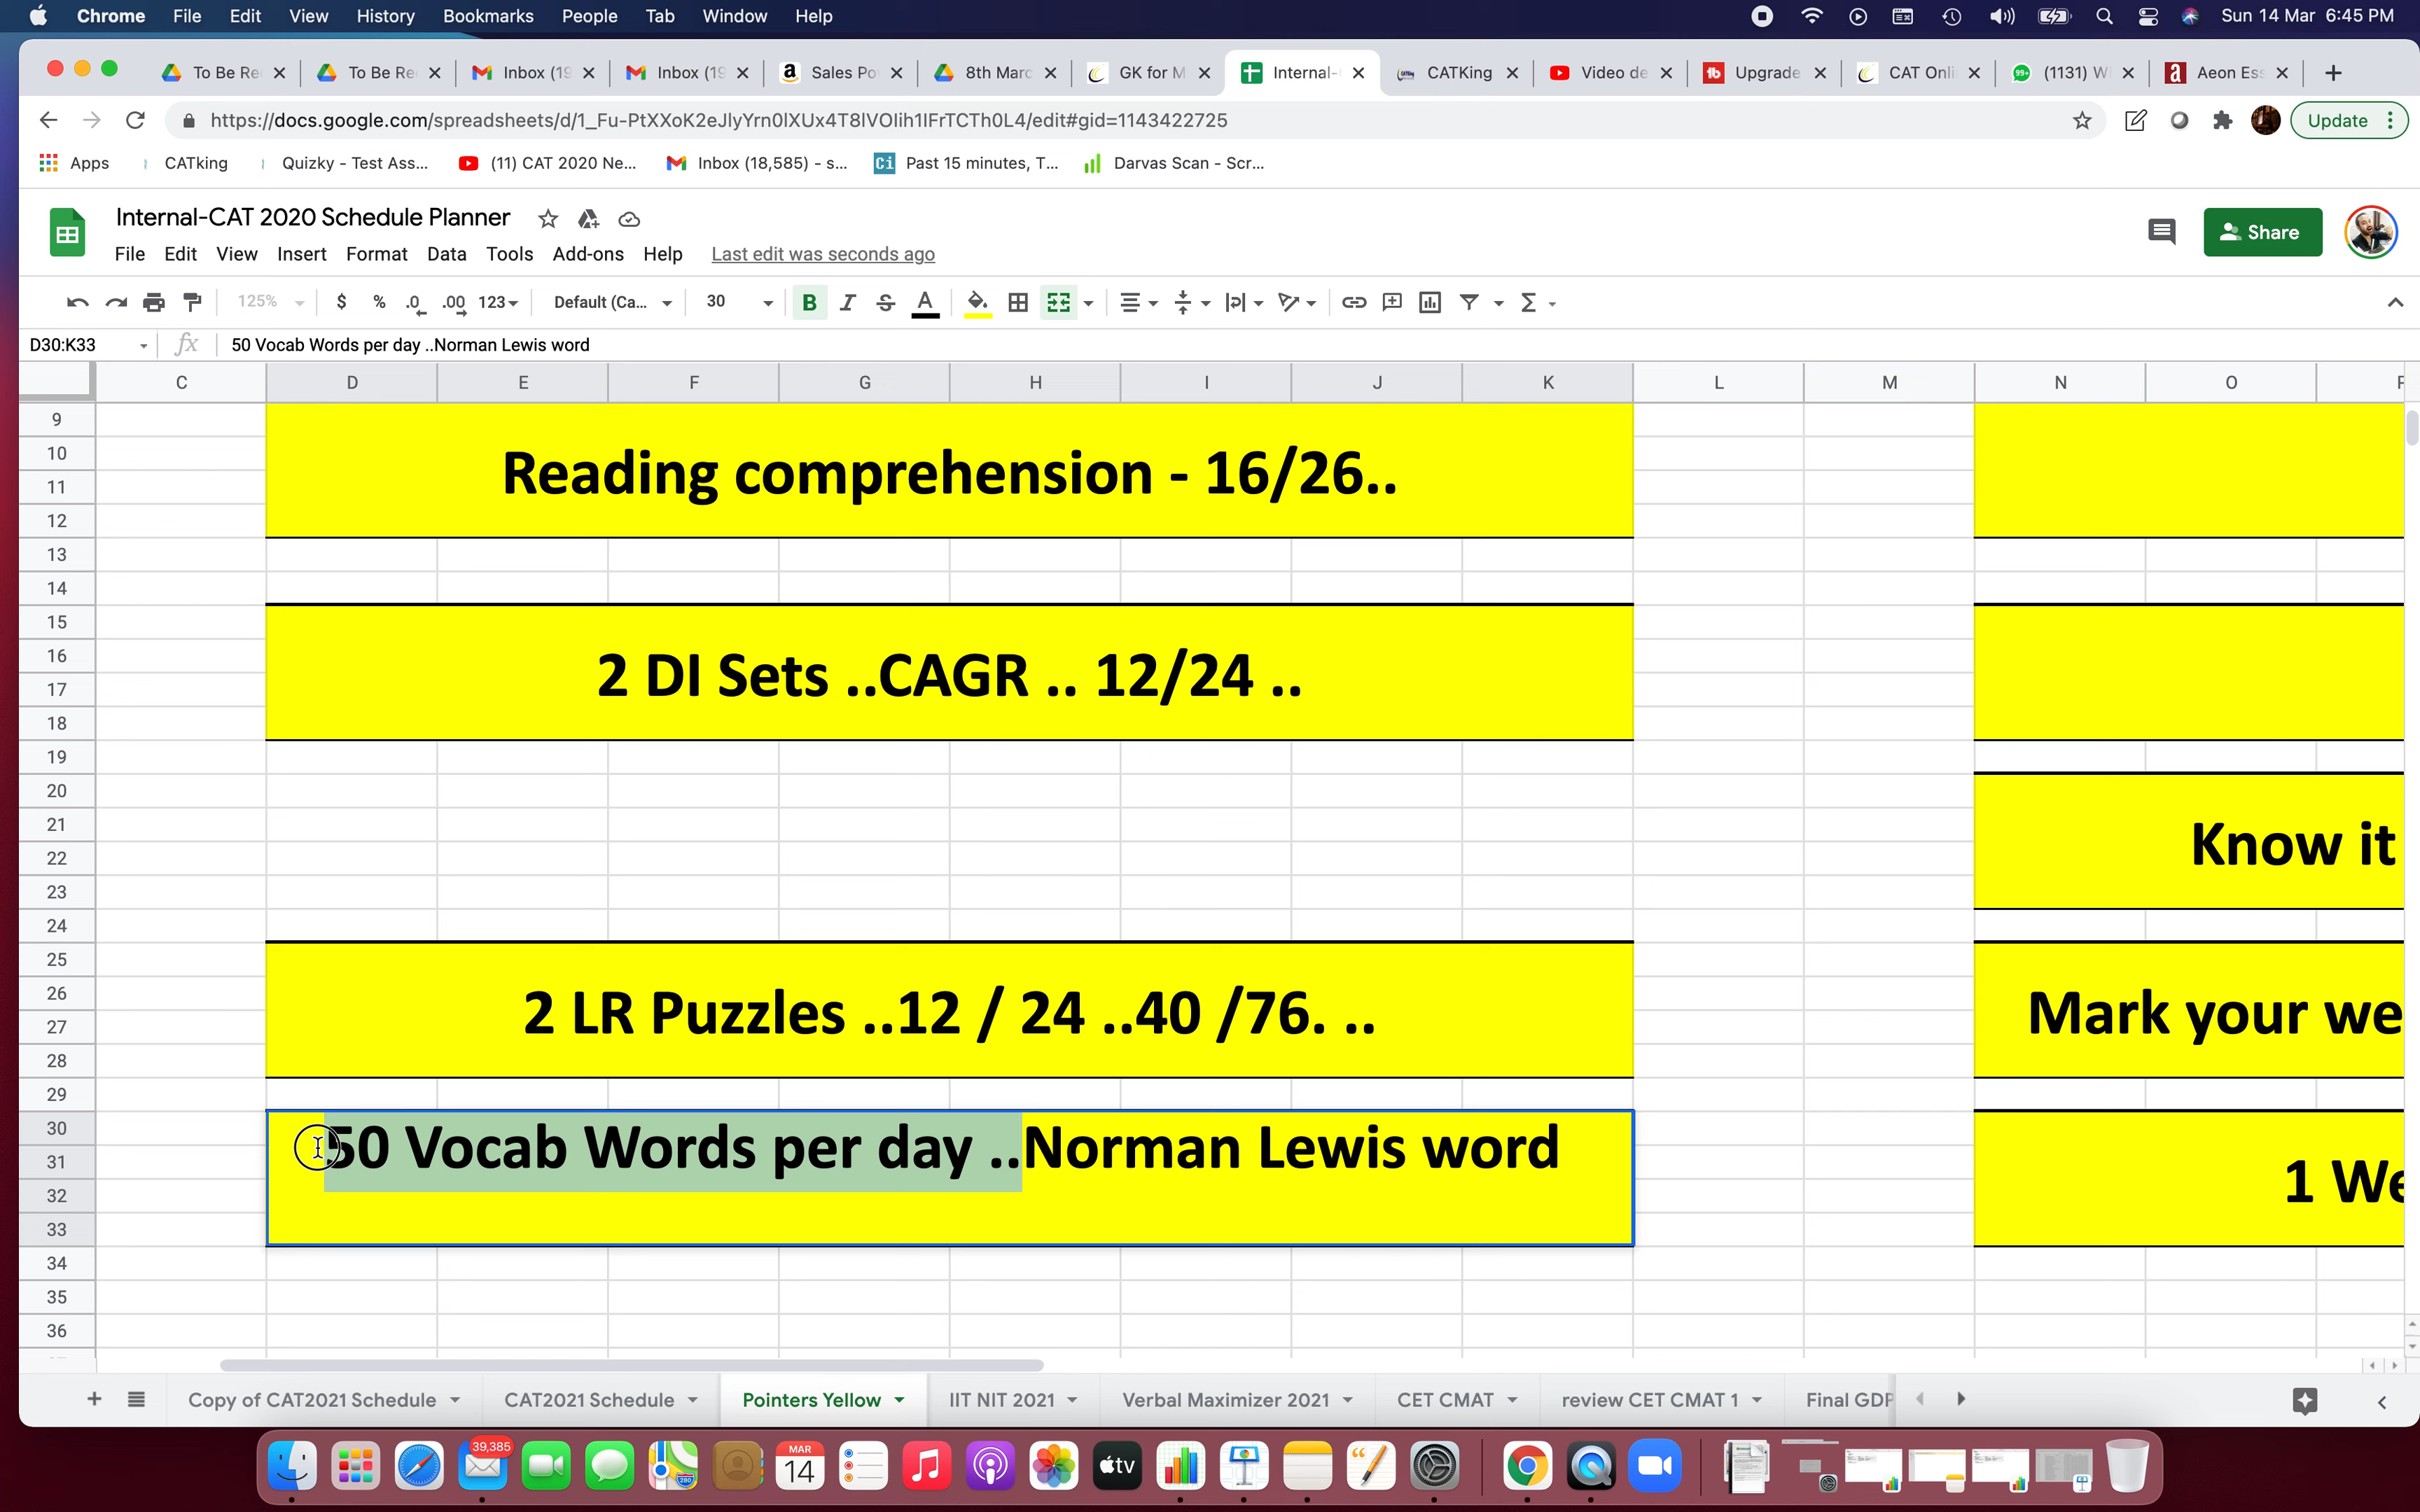 Chrome File Edit View History Bookmarks People Tab Window Help Sun 14 Mar 6:45 PM
To Be Re To Be Re Inbox (19 Inbox (19 Sales Po 8th Marc GK for M Internal- CATKing Video de Upgrade CAT Onli (1131) W Aeon Ess
https://docs.google.com/spreadsheets/d/1_Fu-PtXXoK2eJlyYrn0lXUx4T8IVOlih1lFrTCTh0L4/edit#gid=1143422725 Update
Apps CATking Quizky - Test Ass... (11) CAT 2020 Ne... Inbox (18,585) - s... Ci Past 15 minutes, T... Darvas Scan - Scr...
Internal-CAT 2020 Schedule Planner
Share
File Edit View Insert Format Data Tools Add-ons Help Last edit was seconds ago
125% $ % .0 .00 123 Default (Ca... 30 B I S A
D30:K33 fx 50 Vocab Words per day ..Norman Lewis word
C D E F G H I J K L M N O
9
10
Reading comprehension - 16/26..
11
12
13
14
15
16
2 DI Sets ..CAGR .. 12/24 ..
17
18
19
20
21
22
Know it
23
24
25
26
2 LR Puzzles ..12 / 24 ..40 /76. .. Mark your we
27
28
29
30
50 Vocab Words per day ..Norman Lewis word
31
1 We
32
33
34
35
36
Copy of CAT2021 Schedule CAT2021 Schedule Pointers Yellow IIT NIT 2021 Verbal Maximizer 2021 CET CMAT review CET CMAT 1 Final GDP
39,385
MAR
14
tv